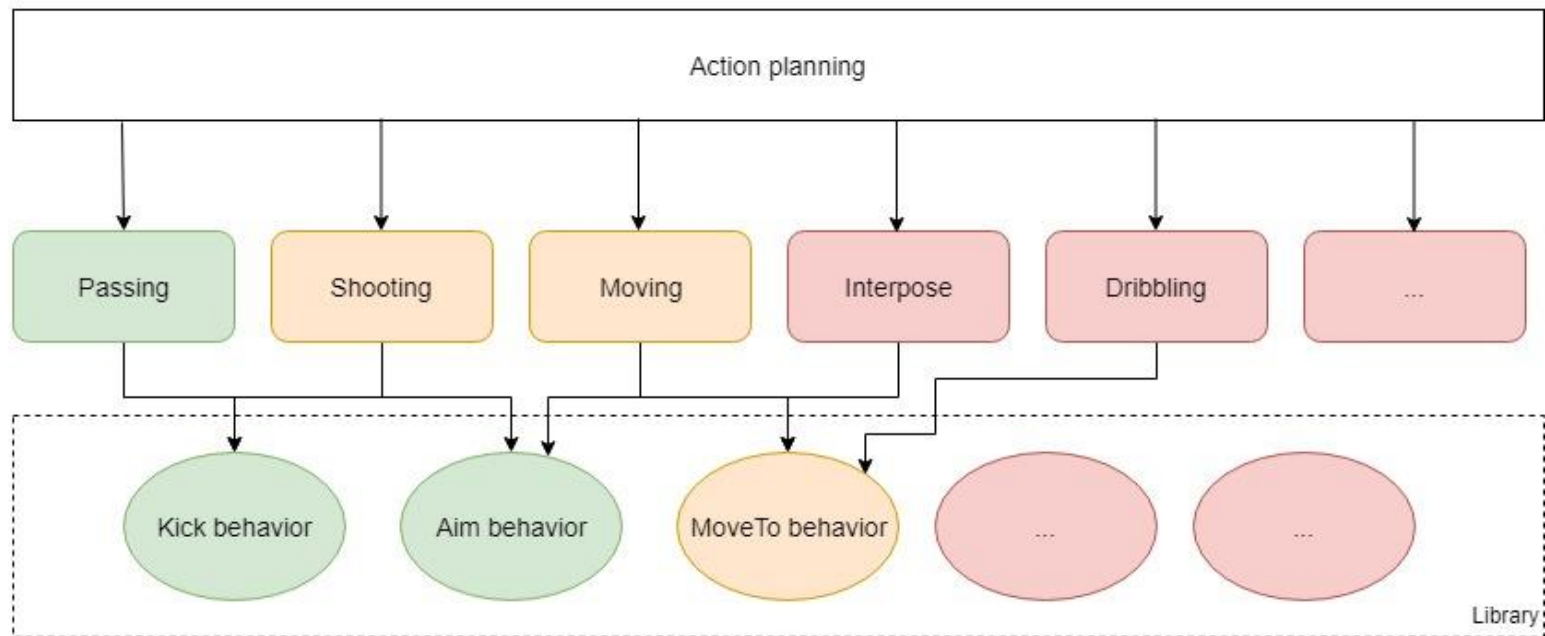 Action planning
Passing
Shooting
Moving
Interpose
Dribbling
...
Kick behavior
Aim behavior
MoveTo behavior
...
...
Library